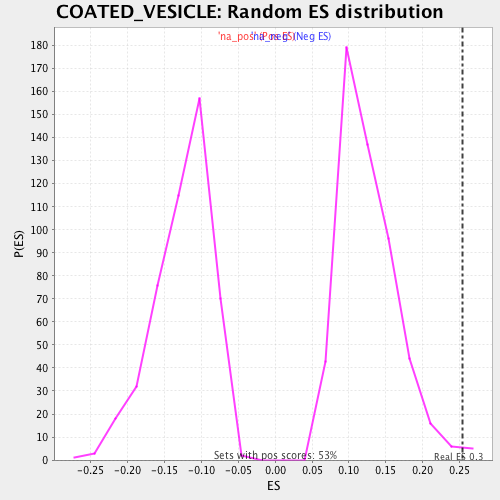 COATED_VESICLE: Random ES distribution
'na_pos' (Pos ES) 'na_neg' (Neg ES)
180
170
160
150
140
130
120
110
100
90
80
70
60
50
40
30
20
10
0
P(ES)
Sets with pos scores: 53%
Real ES 0.3
-0.25 -0.20 -0.15 -0.10 -0.05 0.00 0.05 0.10 0.15 0.20 0.25
ES